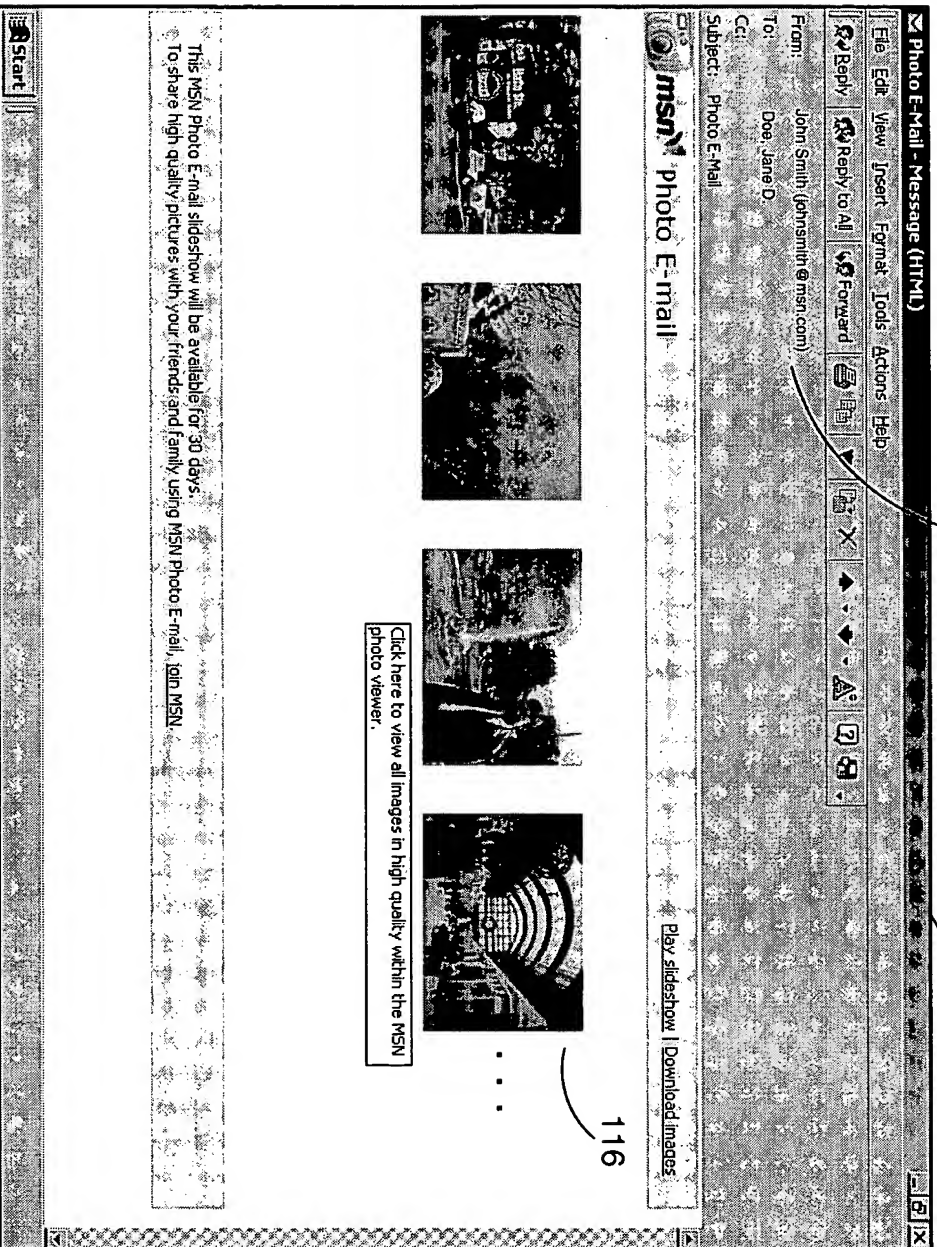 Photo E-Mail - Message (HTML)
File Edit View Insert Format Tools Actions Help
Reply Reply to All Forward
From: John Smith (johnsmith@msn.com)
To: Doe, Jane D.
Cc:
Subject: Photo E-Mail
msn Photo E-mail Play slideshow | Download images
116
Click here to view all images in high quality within the MSN
photo viewer.
This MSN Photo E-mail slideshow will be available for 30 days.
To share high quality pictures with your friends and family using MSN Photo E-mail, join MSN.
Start